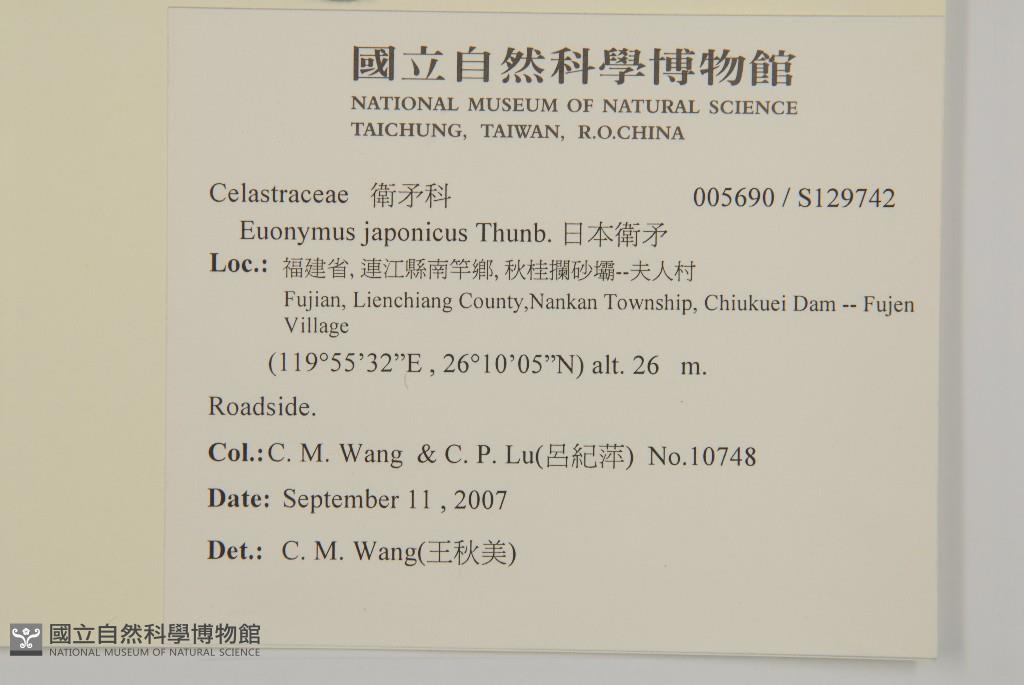 國立自然科學博物館
NATIONAL MUSEUM OF NATURAL SCIENCE
TAICHUNG, TAIWAN, R.O.CHINA
Celastraceae 衛矛科 005690 / S129742
Euonymus japonicus Thunb. 日本衛矛
Loc.: 福建省, 連江縣南竿鄉, 秋桂攔砂壩--夫人村
Fujian, Lienchiang County,Nankan Township, Chiukuei Dam -- Fujen
Village
(119°55’32”E , 26°10’05”N) alt. 26 m.
Roadside.
Col.: C. M. Wang & C. P. Lu(呂紀萍) No.10748
Date: September 11 , 2007
Det.: C. M. Wang(王秋美)
國立自然科學博物館
NATIONAL MUSEUM OF NATURAL SCIENCE